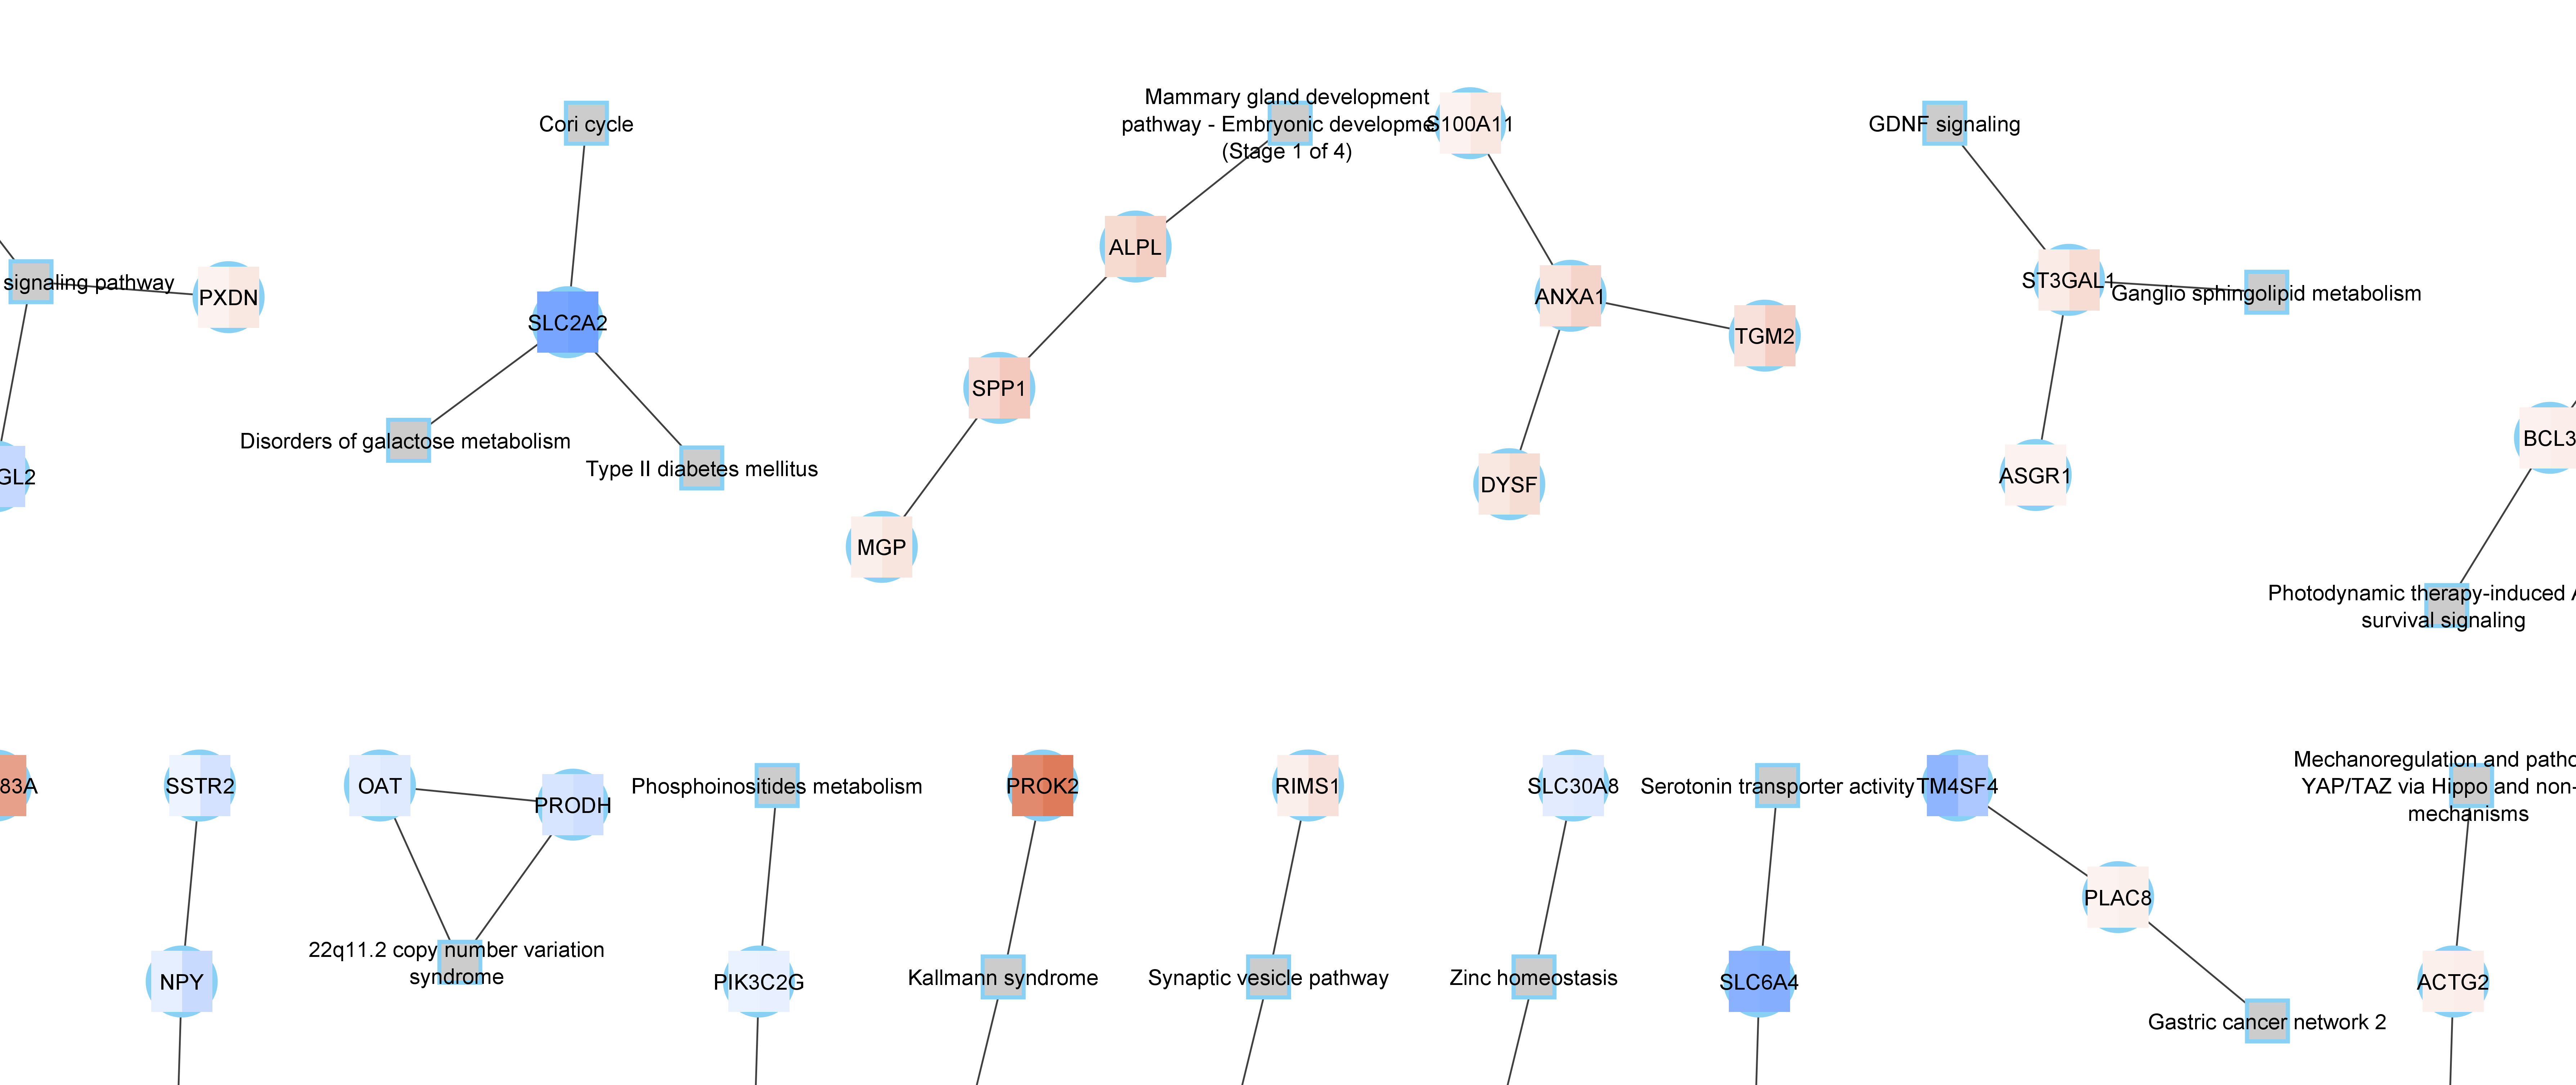 Mammary gland development
pathway - Embryonic developme
(Stage 1 of 4)
Cori cycle
S100A11
GDNF signaling
ALPL
signaling pathway
PXDN
SLC2A2
ANXA1
TGM2
ST3GAL1
Ganglio sphingolipid metabolism
SPP1
Disorders of galactose metabolism
Type II diabetes mellitus
GL2
DYSF
ASGR1
BCL3
MGP
Photodynamic therapy-induced
survival signaling
83A
SSTR2
OAT
PRODH
Phosphoinositides metabolism
PROK2
RIMS1
SLC30A8
Serotonin transporter activity
TM4SF4
Mechanoregulation and patho
YAP/TAZ via Hippo and non-
mechanisms
PLAC8
22q11.2 copy number variation
syndrome
NPY
PIK3C2G
Kallmann syndrome
Synaptic vesicle pathway
Zinc homeostasis
SLC6A4
ACTG2
Gastric cancer network 2